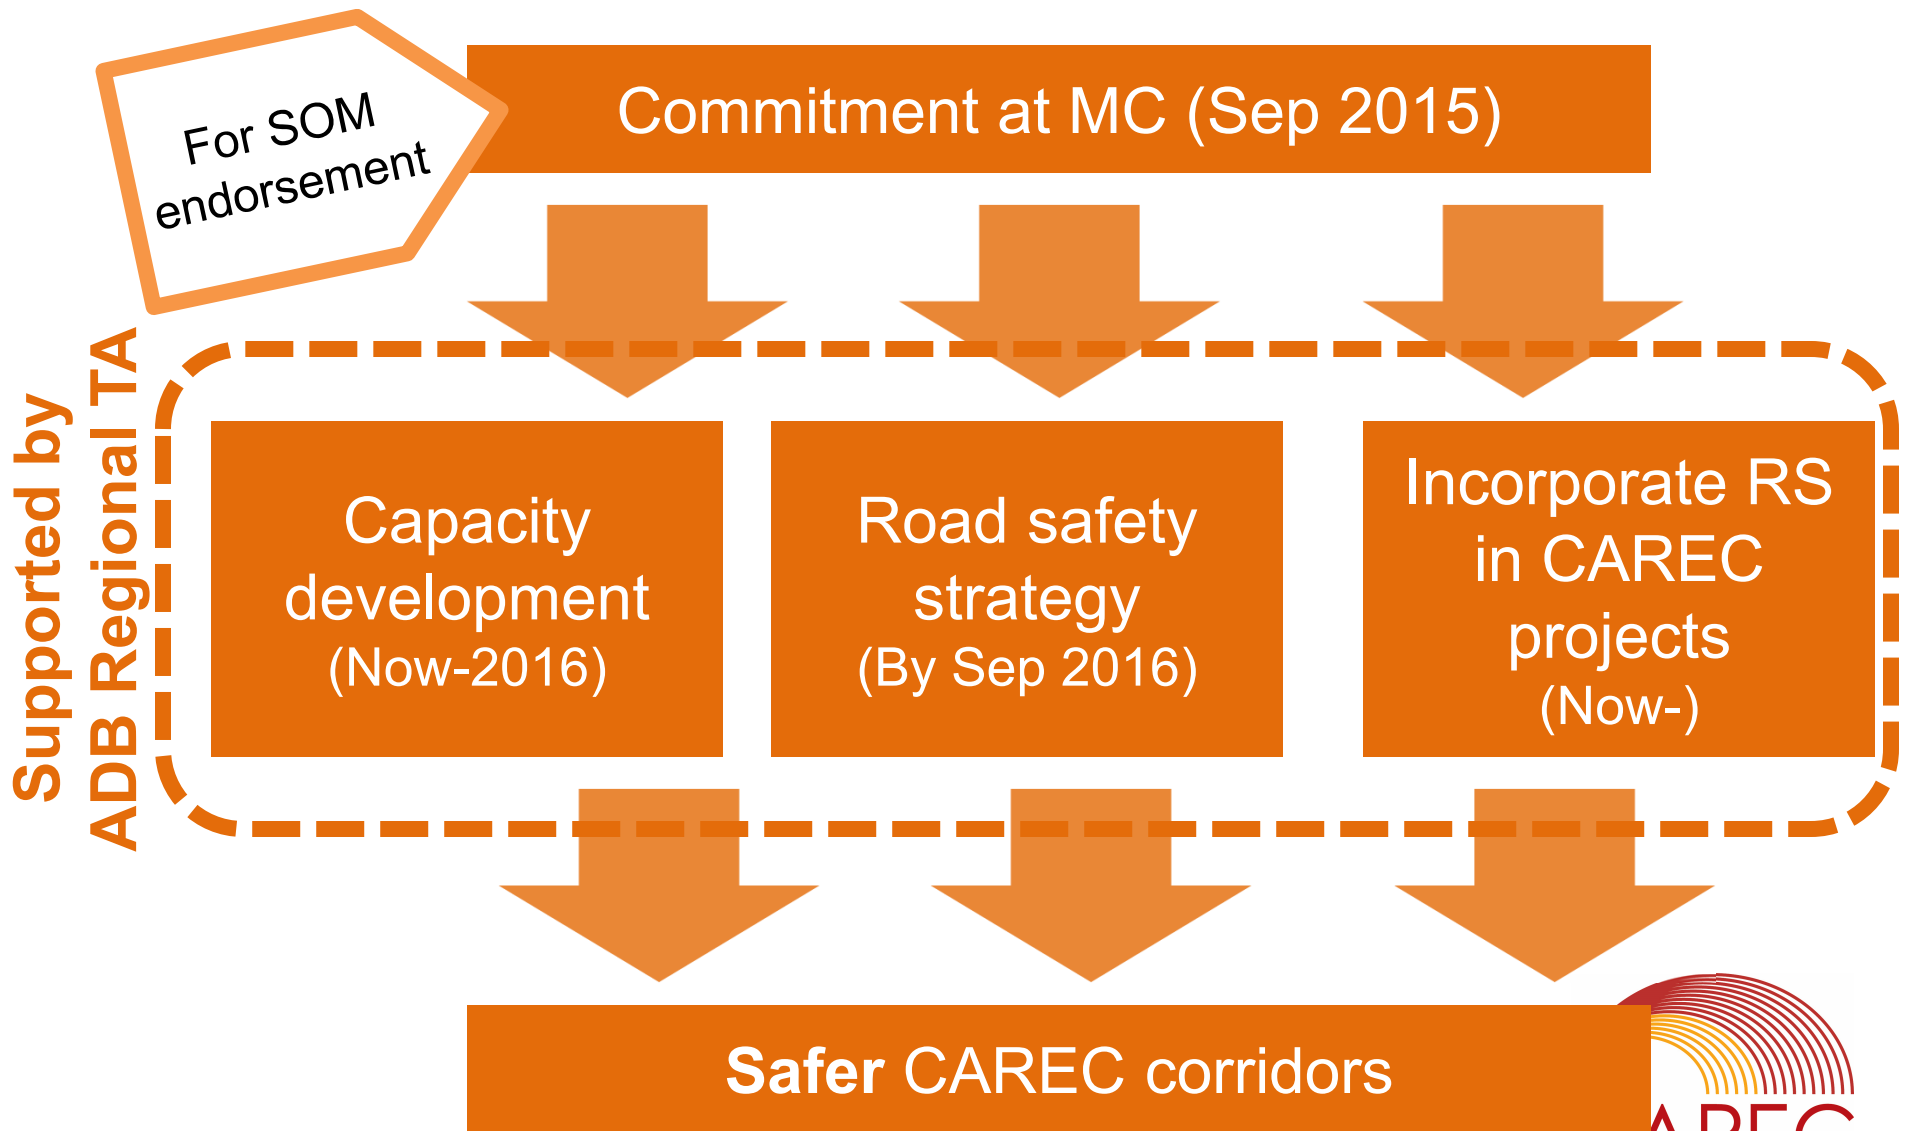 For SOM
endorsement
Commitment at MC (Sep 2015)
Supported by
ADB Regional TA
Capacity
development
(Now-2016)
Road safety
strategy
(By Sep 2016)
Incorporate RS
in CAREC
projects
(Now-)
Safer CAREC corridors